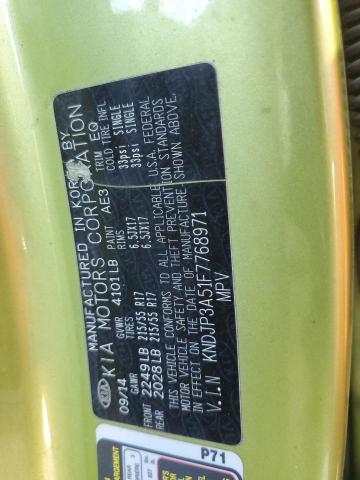 MANUFACTURED IN KOREA BY
KIA MOTORS CORPORATION
09/14 GVWR 4101LB PAINT AE3 TRIM EQ
GAWR TIRES RIMS COLD TIRE INFL
FRONT 2249LB 215/55 R17 6.5JX17 33psi SINGLE
REAR 2028LB 215/55 R17 6.5JX17 33psi SINGLE
THIS VEHICLE CONFORMS TO ALL APPLICABLE U.S.A. FEDERAL
MOTOR VEHICLE SAFETY AND THEFT PREVENTION STANDARDS
IN EFFECT ON THE DATE OF MANUFACTURE SHOWN ABOVE.
V.I.N KNDJP3A51F7768971
MPV
P71